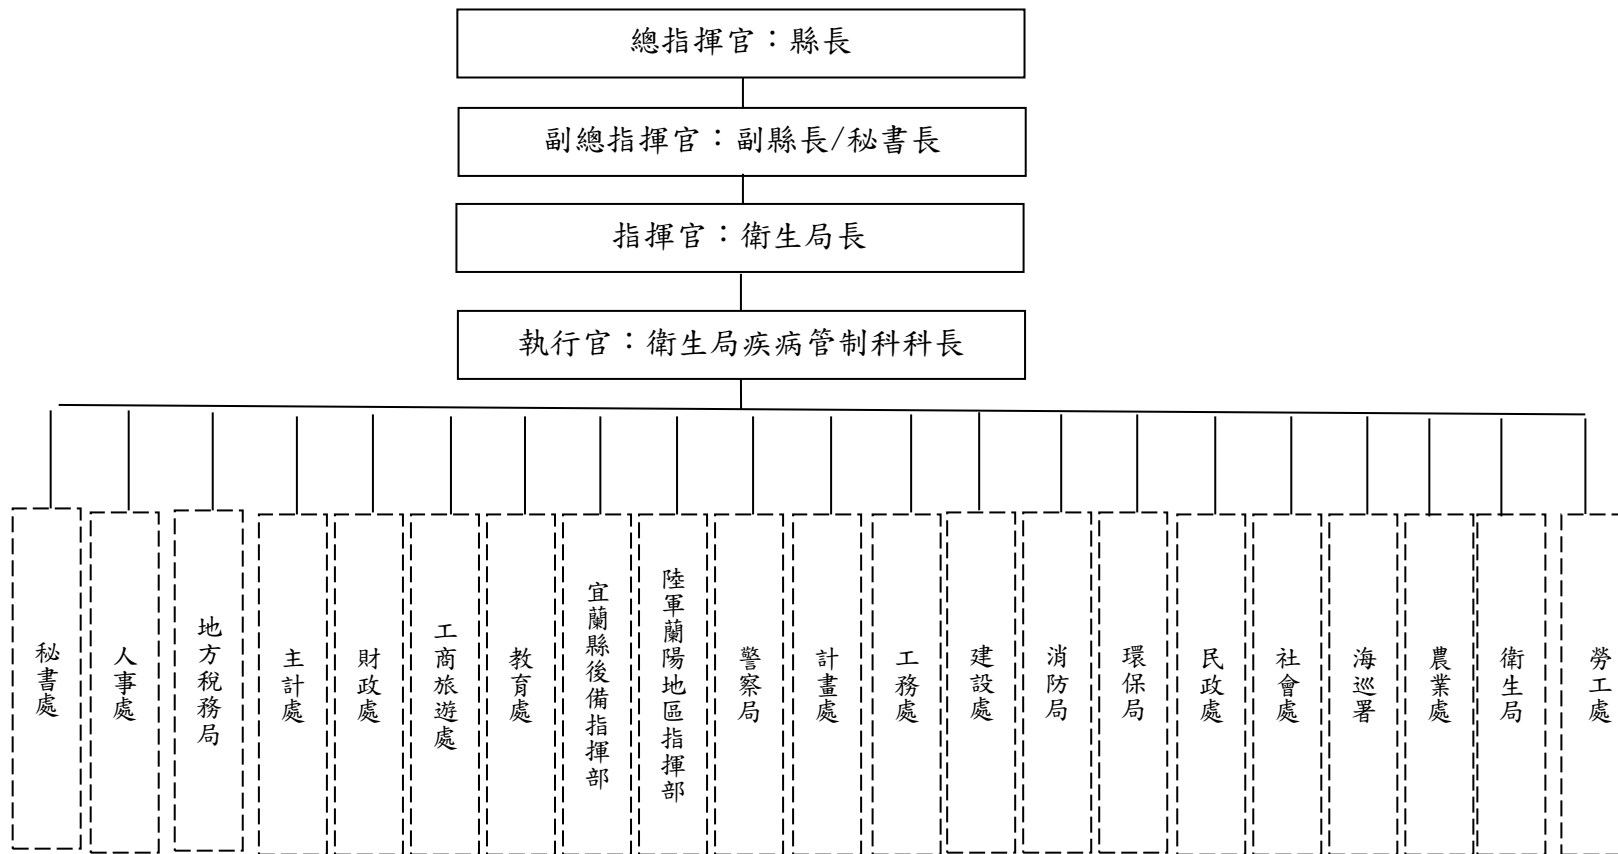 總指揮官：縣長
副總指揮官：副縣長/秘書長
指揮官：衛生局長
執行官：衛生局疾病管制科科長
秘書處
人事處
地方稅務局
主計處
財政處
工商旅遊處
教育處
宜蘭縣後備指揮部
陸軍蘭陽地區指揮部
警察局
計畫處
工務處
建設處
消防局
環保局
民政處
社會處
海巡署
農業處
衛生局
勞工處